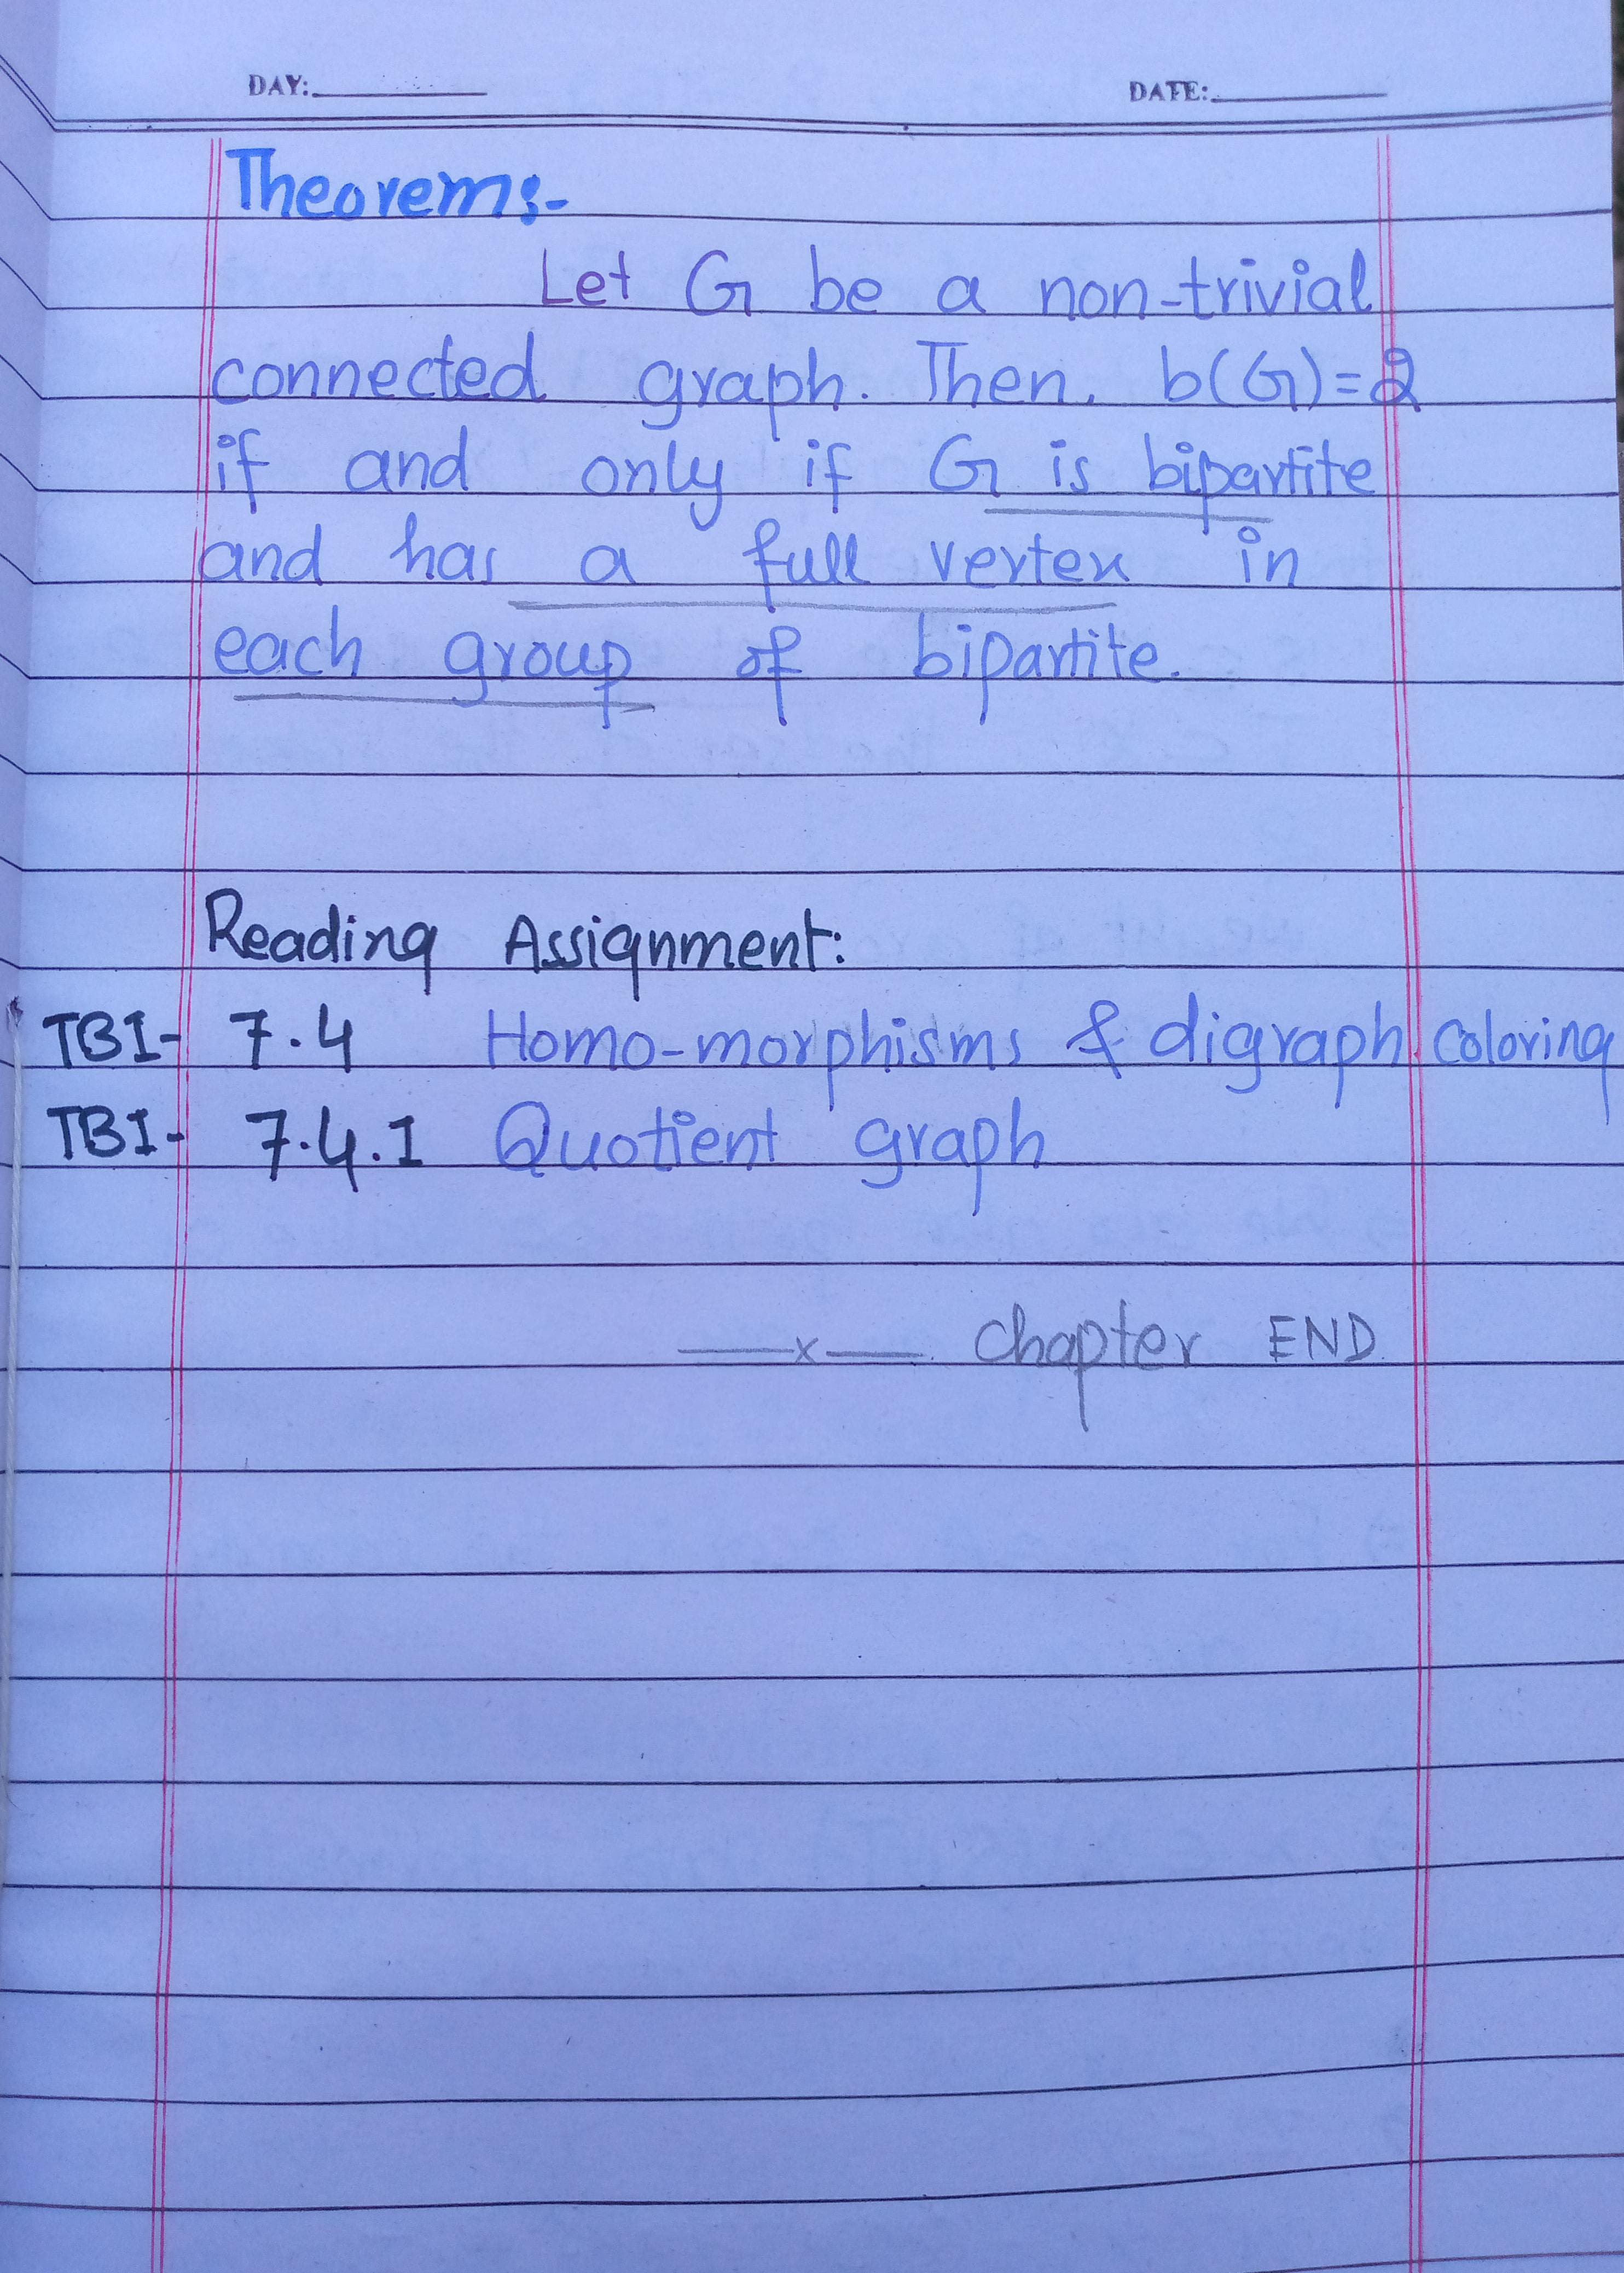 DAY: DATE:
Theorem:-
Let G be a non-trivial
connected graph. Then, b(G)=2
if and only if G is bipartite
and has a full vertex in
each group of bipartite.
Reading Assignment:
TB1- 7.4 Homo-morphisms & digraph coloring
TB1- 7.4.1 Quotient graph
——x—— chapter END